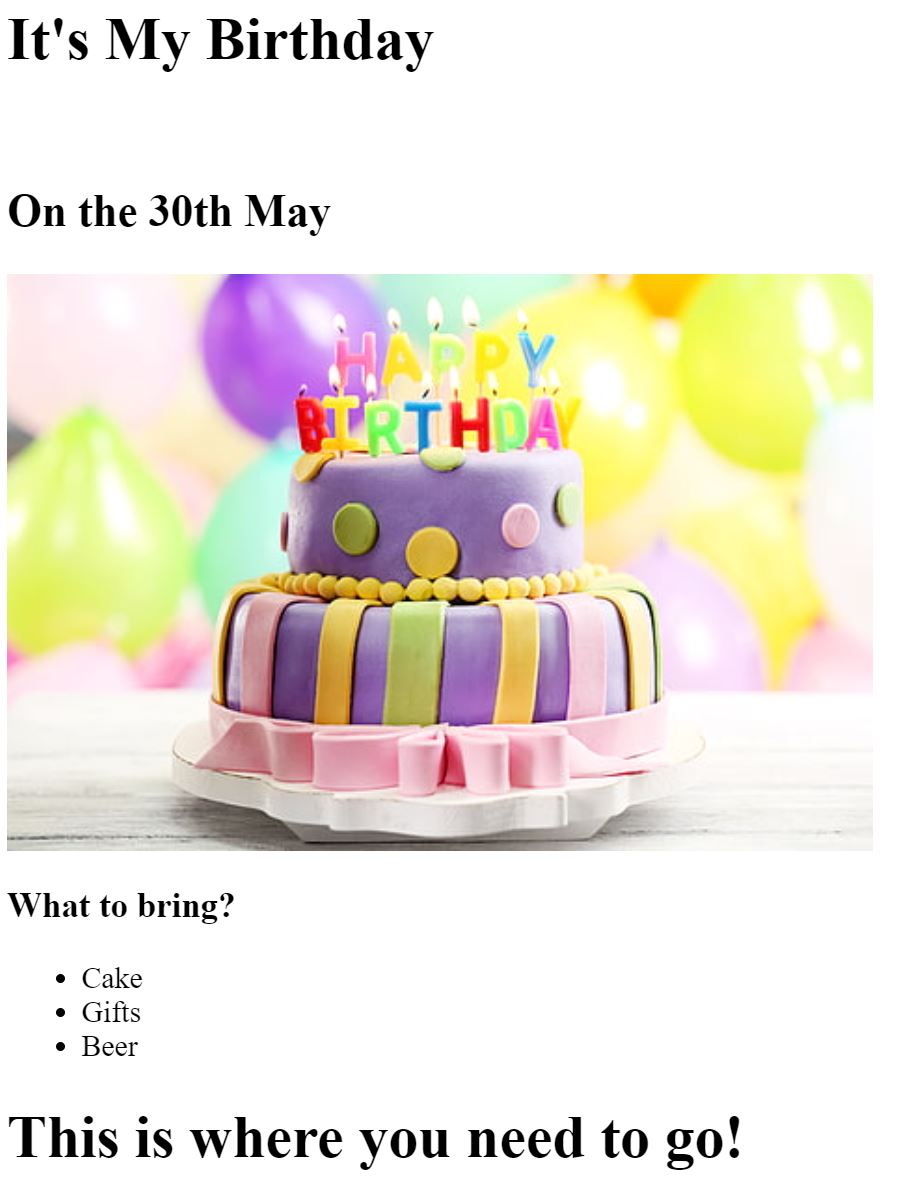 It's My Birthday
On the 30th May
HAPPY
BIRTHDAY
What to bring?
Cake
Gifts
Beer
This is where you need to go!